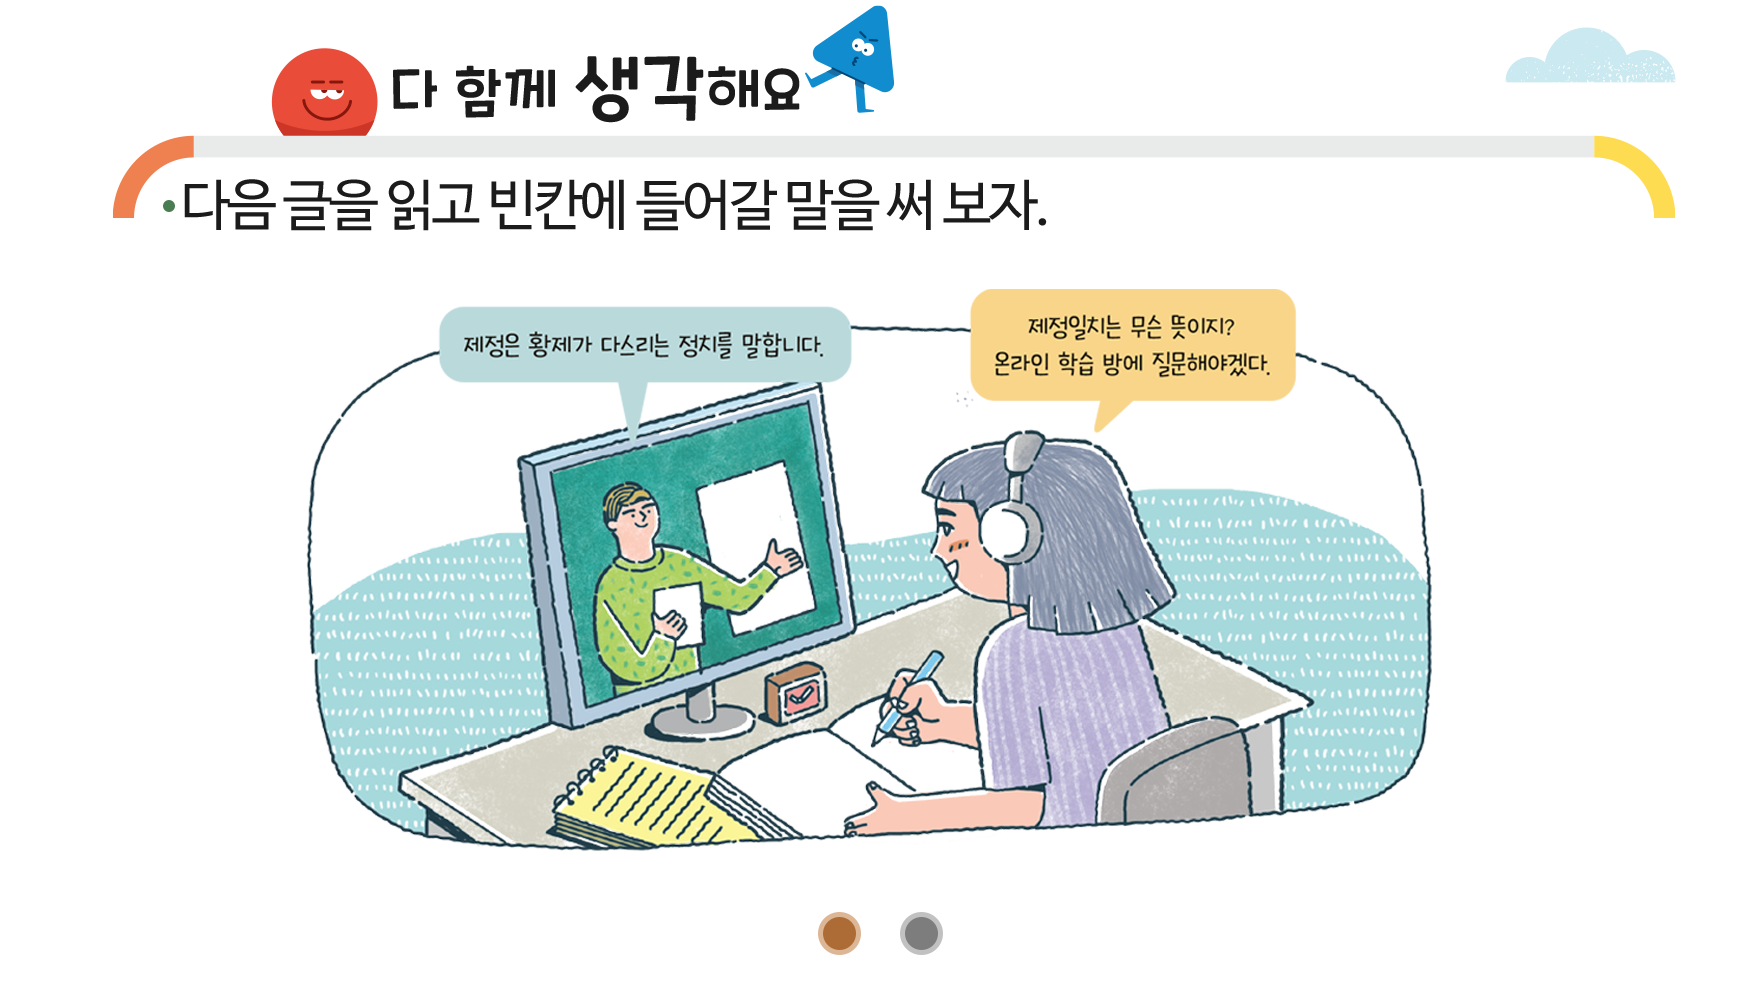 다 함께 생각해요
•다음 글을 읽고 빈칸에 들어갈 말을 써 보자.
제정은 황제가 다스리는 정치를 말합니다.
제정일치는 무슨 뜻이지?
온라인 학습 방에 질문해야겠다.